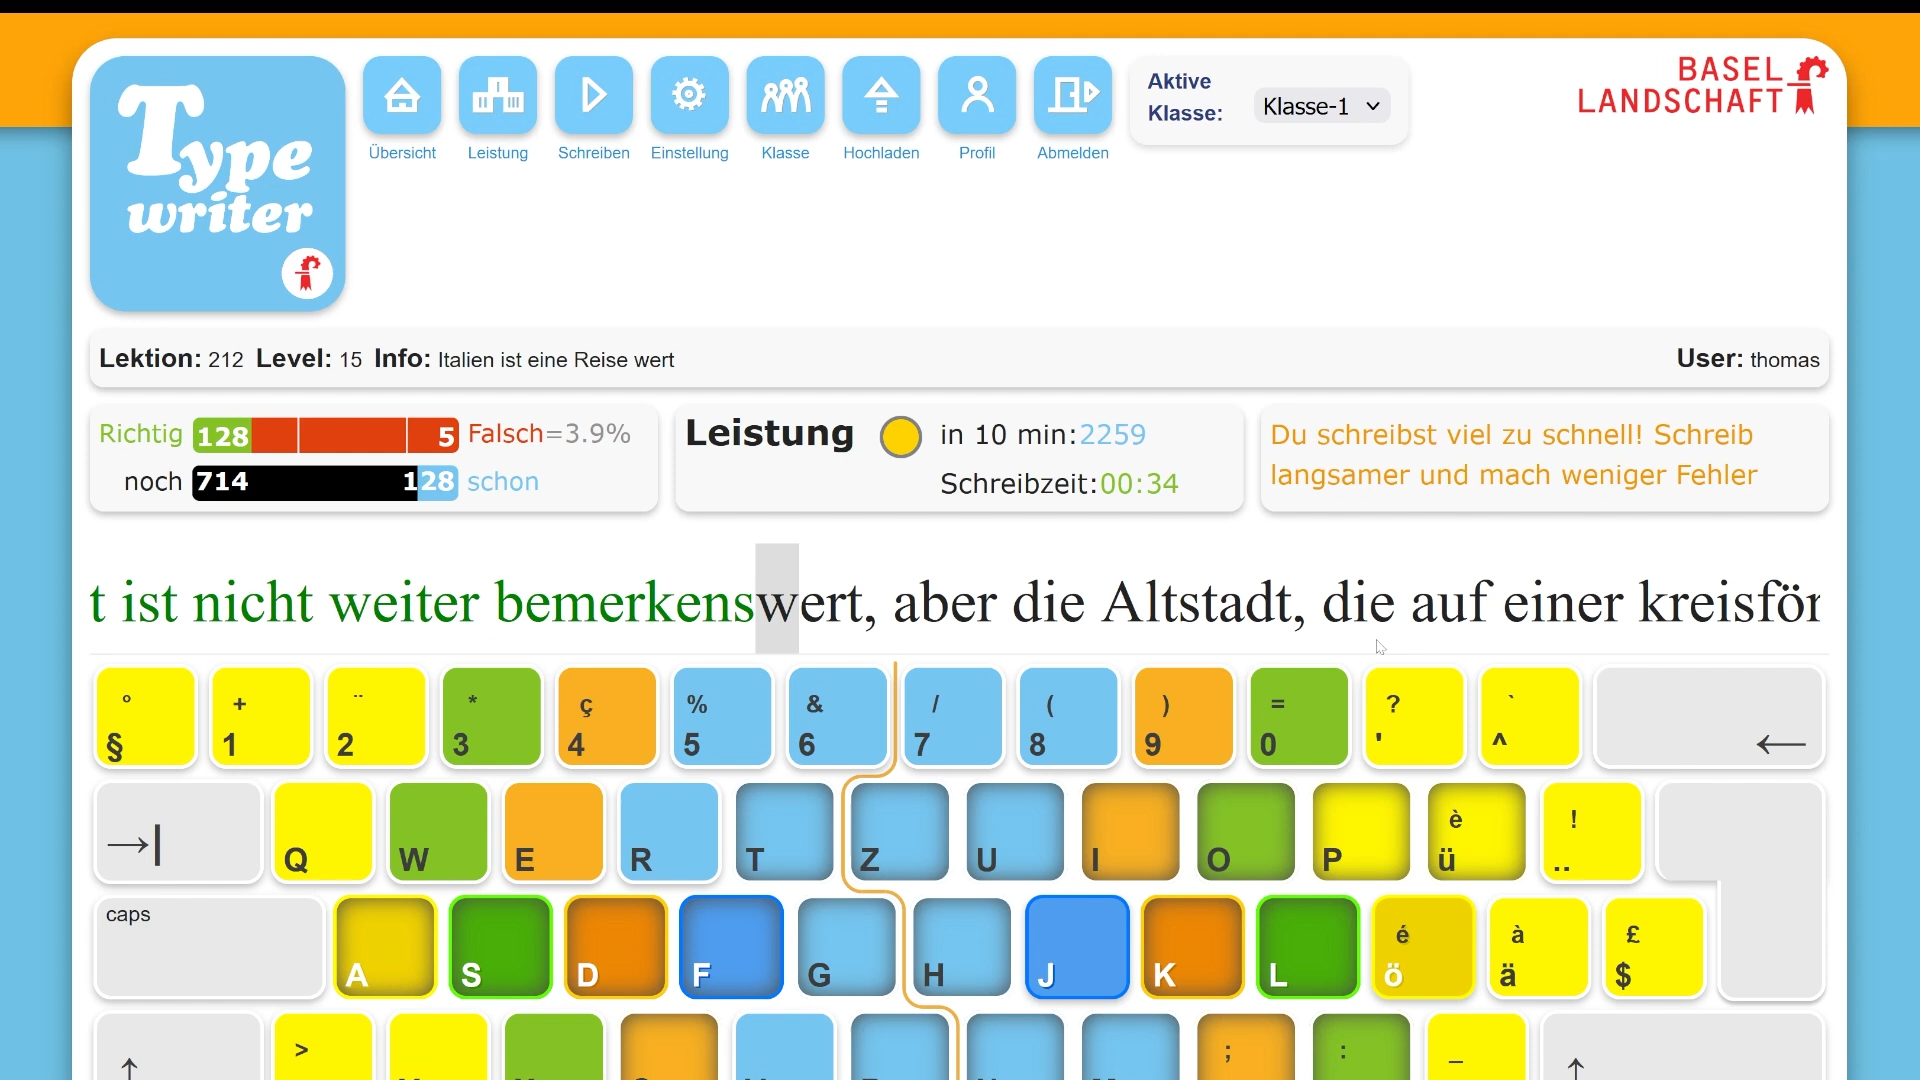 Type
writer
Übersicht
Leistung
Schreiben
Einstellung
Klasse
Hochladen
Profil
Abmelden
Aktive
Klasse:
Klasse-1
BASEL
LANDSCHAFT
Lektion: 212 Level: 15 Info: Italien ist eine Reise wert
User: thomas
Richtig 128 5 Falsch=3.9%
noch 714 128 schon
Leistung in 10 min:2259
Schreibzeit:00:34
Du schreibst viel zu schnell! Schreib
langsamer und mach weniger Fehler
t ist nicht weiter bemerkenswert, aber die Altstadt, die auf einer kreisför
° + ¨ * ç % & / ( ) = ? `
§ 1 2 3 4 5 6 7 8 9 0 ' ^ ←
è !
→| Q W E R T Z U I O P ü ¨
caps é à £
A S D F G H J K L ö ä $
↑ > ; : _ ↑